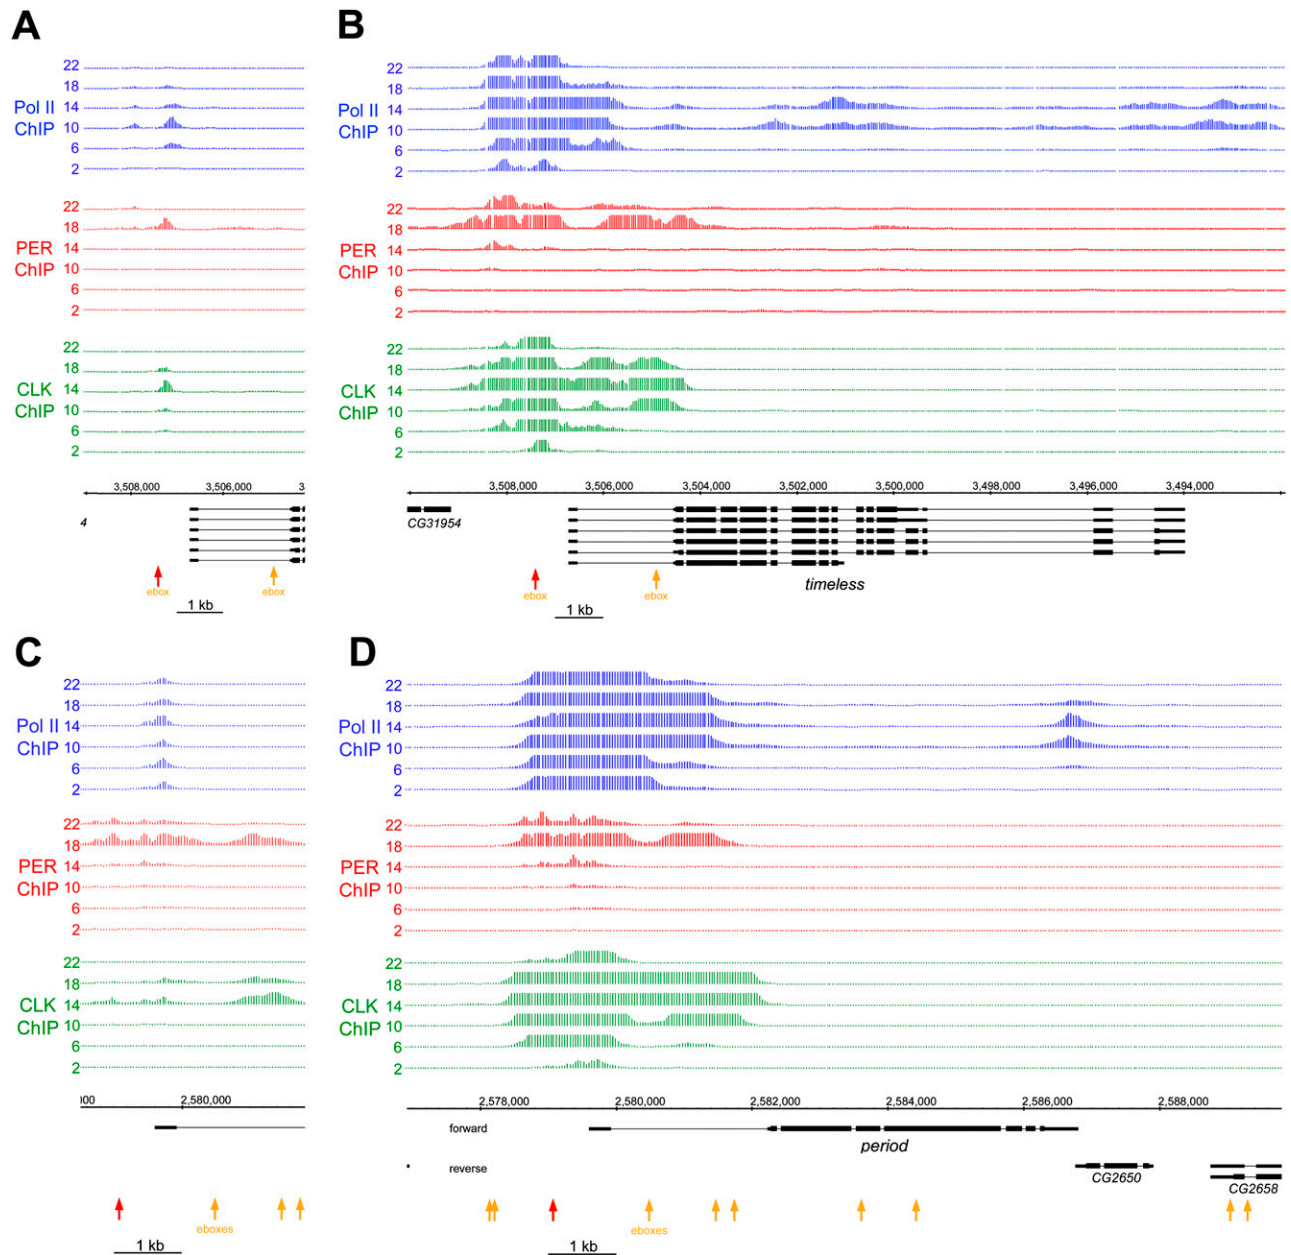 A
22
18
Pol II 14
ChIP 10
6
2
22
18
PER 14
ChIP 10
6
2
22
18
CLK 14
ChIP 10
6
2
3,508,000 3,506,000 3
4
ebox ebox
1 kb
B
22
18
Pol II 14
ChIP 10
6
2
22
18
PER 14
ChIP 10
6
2
22
18
CLK 14
ChIP 10
6
2
3,508,000 3,506,000 3,504,000 3,502,000 3,500,000 3,498,000 3,496,000 3,494,000
CG31954
timeless
ebox ebox
1 kb
C
22
18
Pol II 14
ChIP 10
6
2
22
18
PER 14
ChIP 10
6
2
22
18
CLK 14
ChIP 10
6
2
000 2,580,000
eboxes
1 kb
D
22
18
Pol II 14
ChIP 10
6
2
22
18
PER 14
ChIP 10
6
2
22
18
CLK 14
ChIP 10
6
2
2,578,000 2,580,000 2,582,000 2,584,000 2,586,000 2,588,000
forward
period
reverse
CG2650
CG2658
eboxes
1 kb